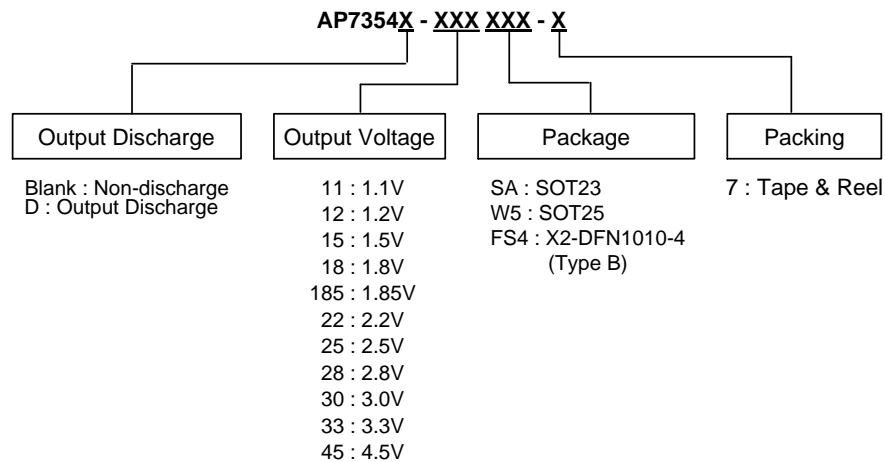 AP7354X - XXX XXX - X
Output Discharge
Blank : Non-discharge
D : Output Discharge
Output Voltage
11 : 1.1V
12 : 1.2V
15 : 1.5V
18 : 1.8V
185 : 1.85V
22 : 2.2V
25 : 2.5V
28 : 2.8V
30 : 3.0V
33 : 3.3V
45 : 4.5V
Package
SA : SOT23
W5 : SOT25
FS4 : X2-DFN1010-4
(Type B)
Packing
7 : Tape & Reel